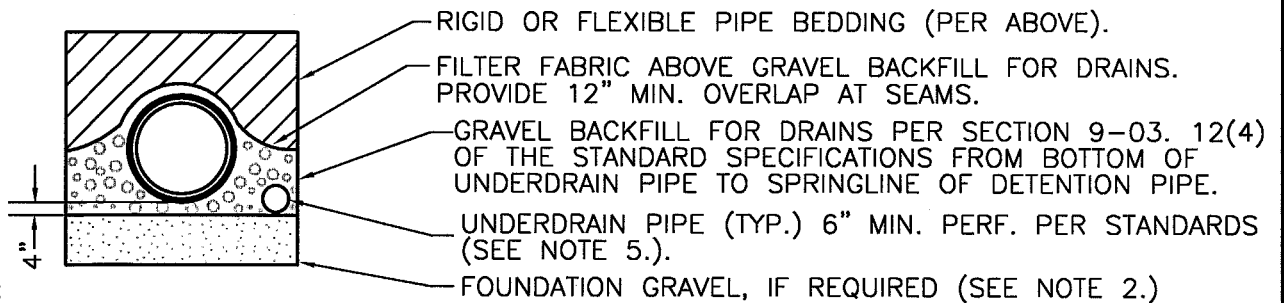 RIGID OR FLEXIBLE PIPE BEDDING (PER ABOVE).
FILTER FABRIC ABOVE GRAVEL BACKFILL FOR DRAINS.
PROVIDE 12" MIN. OVERLAP AT SEAMS.
GRAVEL BACKFILL FOR DRAINS PER SECTION 9-03. 12(4)
OF THE STANDARD SPECIFICATIONS FROM BOTTOM OF
UNDERDRAIN PIPE TO SPRINGLINE OF DETENTION PIPE.
UNDERDRAIN PIPE (TYP.) 6" MIN. PERF. PER STANDARDS
(SEE NOTE 5.).
FOUNDATION GRAVEL, IF REQUIRED (SEE NOTE 2.)
4"